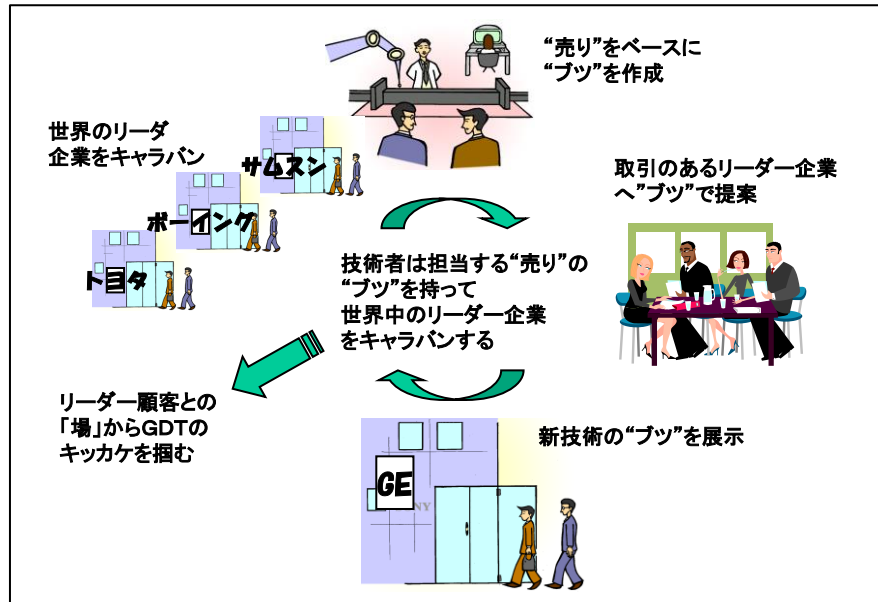 “売り”をベースに
“ブツ”を作成
世界のリーダ
企業をキャラバン
サムスン
ボーイング
トヨタ
取引のあるリーダー企業
へ”ブツ”で提案
技術者は担当する“売り”の
“ブツ”を持って
世界中のリーダー企業
をキャラバンする
リーダー顧客との
「場」からGDTの
キッカケを掴む
新技術の“ブツ”を展示
GE
NY